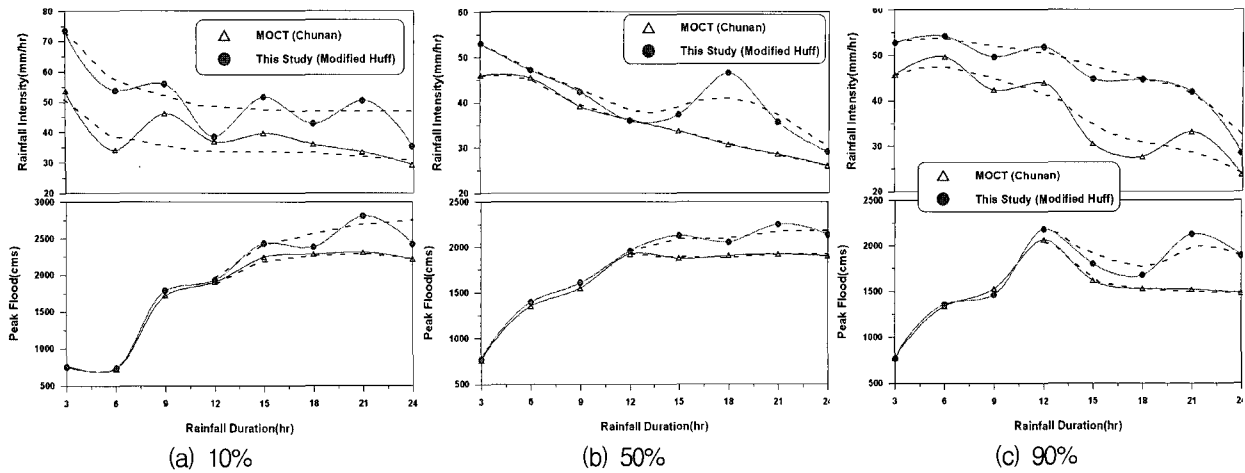 80
70
60
50
40
30
20
Rainfall Intensity(mm/hr)
MOCT (Chunan)
This Study (Modified Huff)
3000
2500
2000
1500
1000
500
Peak Flood(cms)
3 6 9 12 15 18 21 24
Rainfall Duration(hr)
(a) 10%
60
50
40
30
20
Rainfall Intensity(mm/hr)
MOCT (Chunan)
This Study (Modified Huff)
2500
2000
1500
1000
500
Peak Flood(cms)
3 6 9 12 15 18 21 24
Rainfall Duration(hr)
(b) 50%
60
50
40
30
20
Rainfall Intensity(mm/hr)
MOCT (Chunan)
This Study (Modified Huff)
2500
2000
1500
1000
500
Peak Flood(cms)
3 6 9 12 15 18 21 24
Rainfall Duration(hr)
(c) 90%